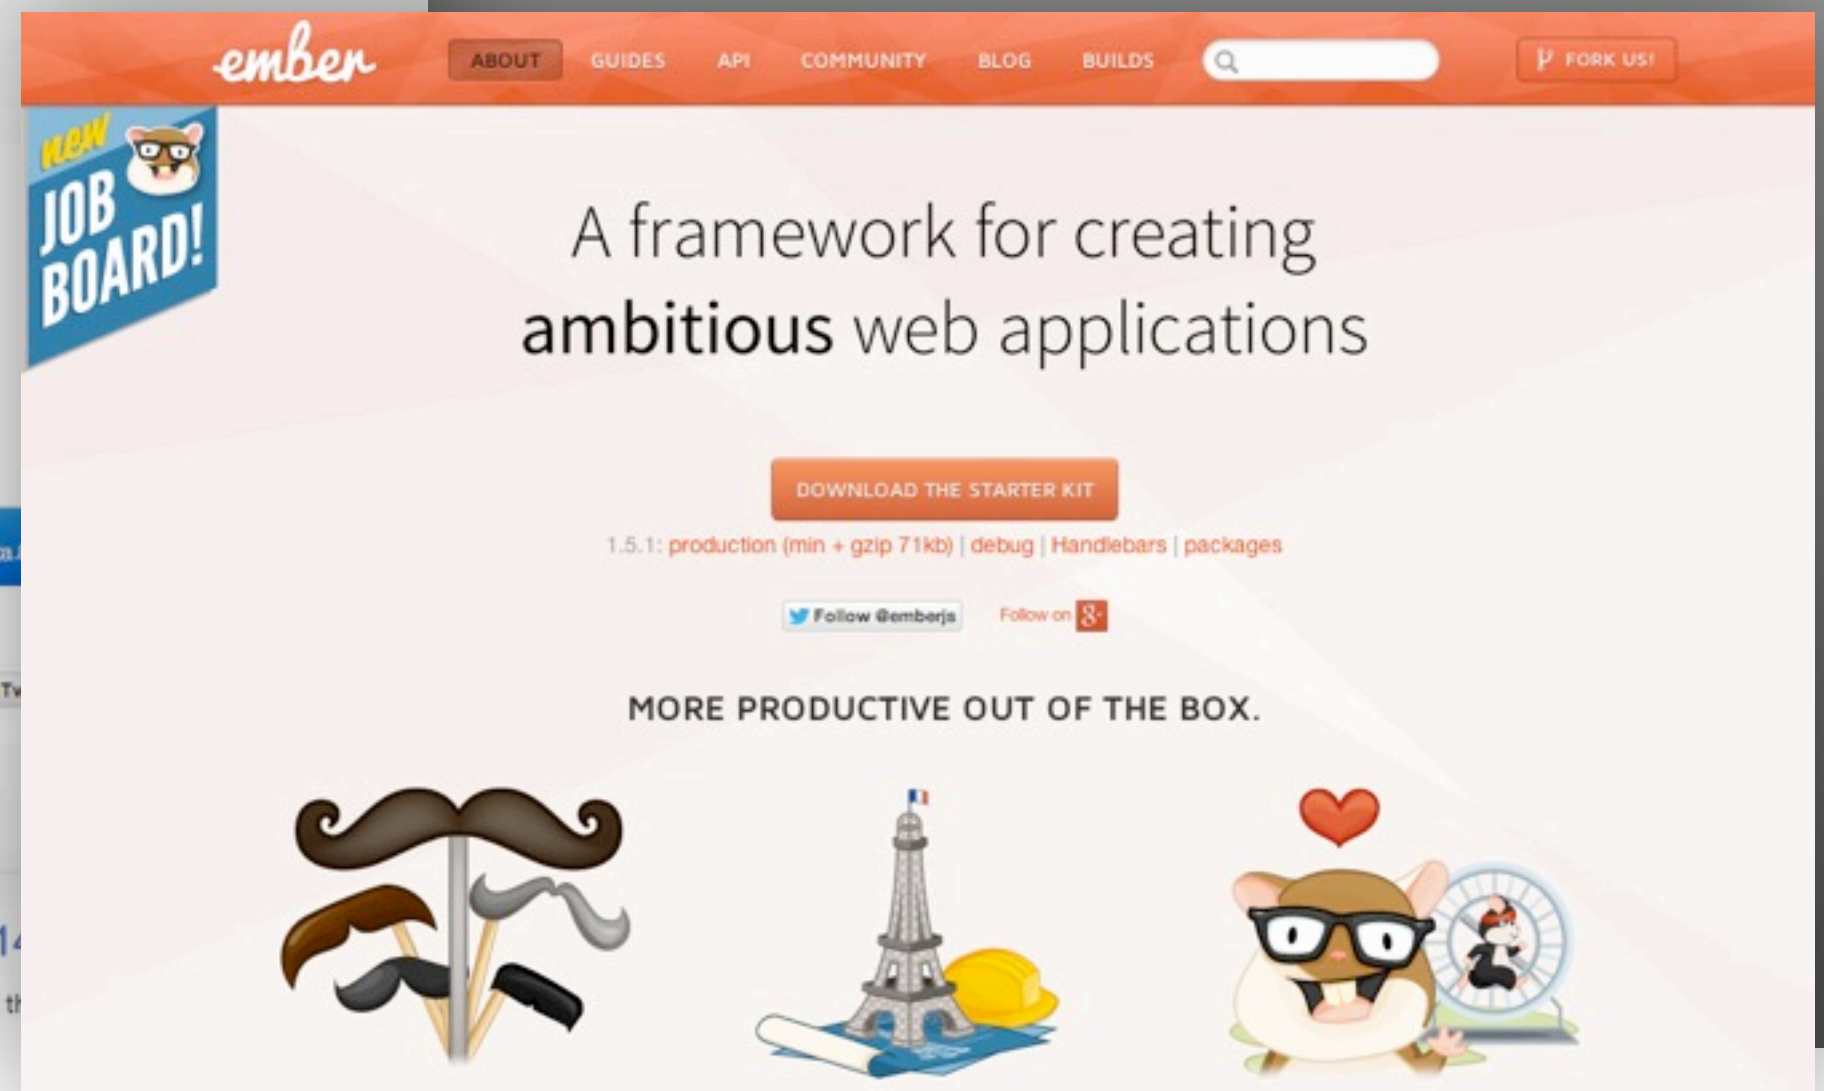 ember
ABOUT GUIDES API COMMUNITY BLOG BUILDS FORK US!
new
JOB
BOARD!
A framework for creating
ambitious web applications
DOWNLOAD THE STARTER KIT
1.5.1: production (min + gzip 71kb) | debug | Handlebars | packages
Follow @emberjs Follow on g+
MORE PRODUCTIVE OUT OF THE BOX.